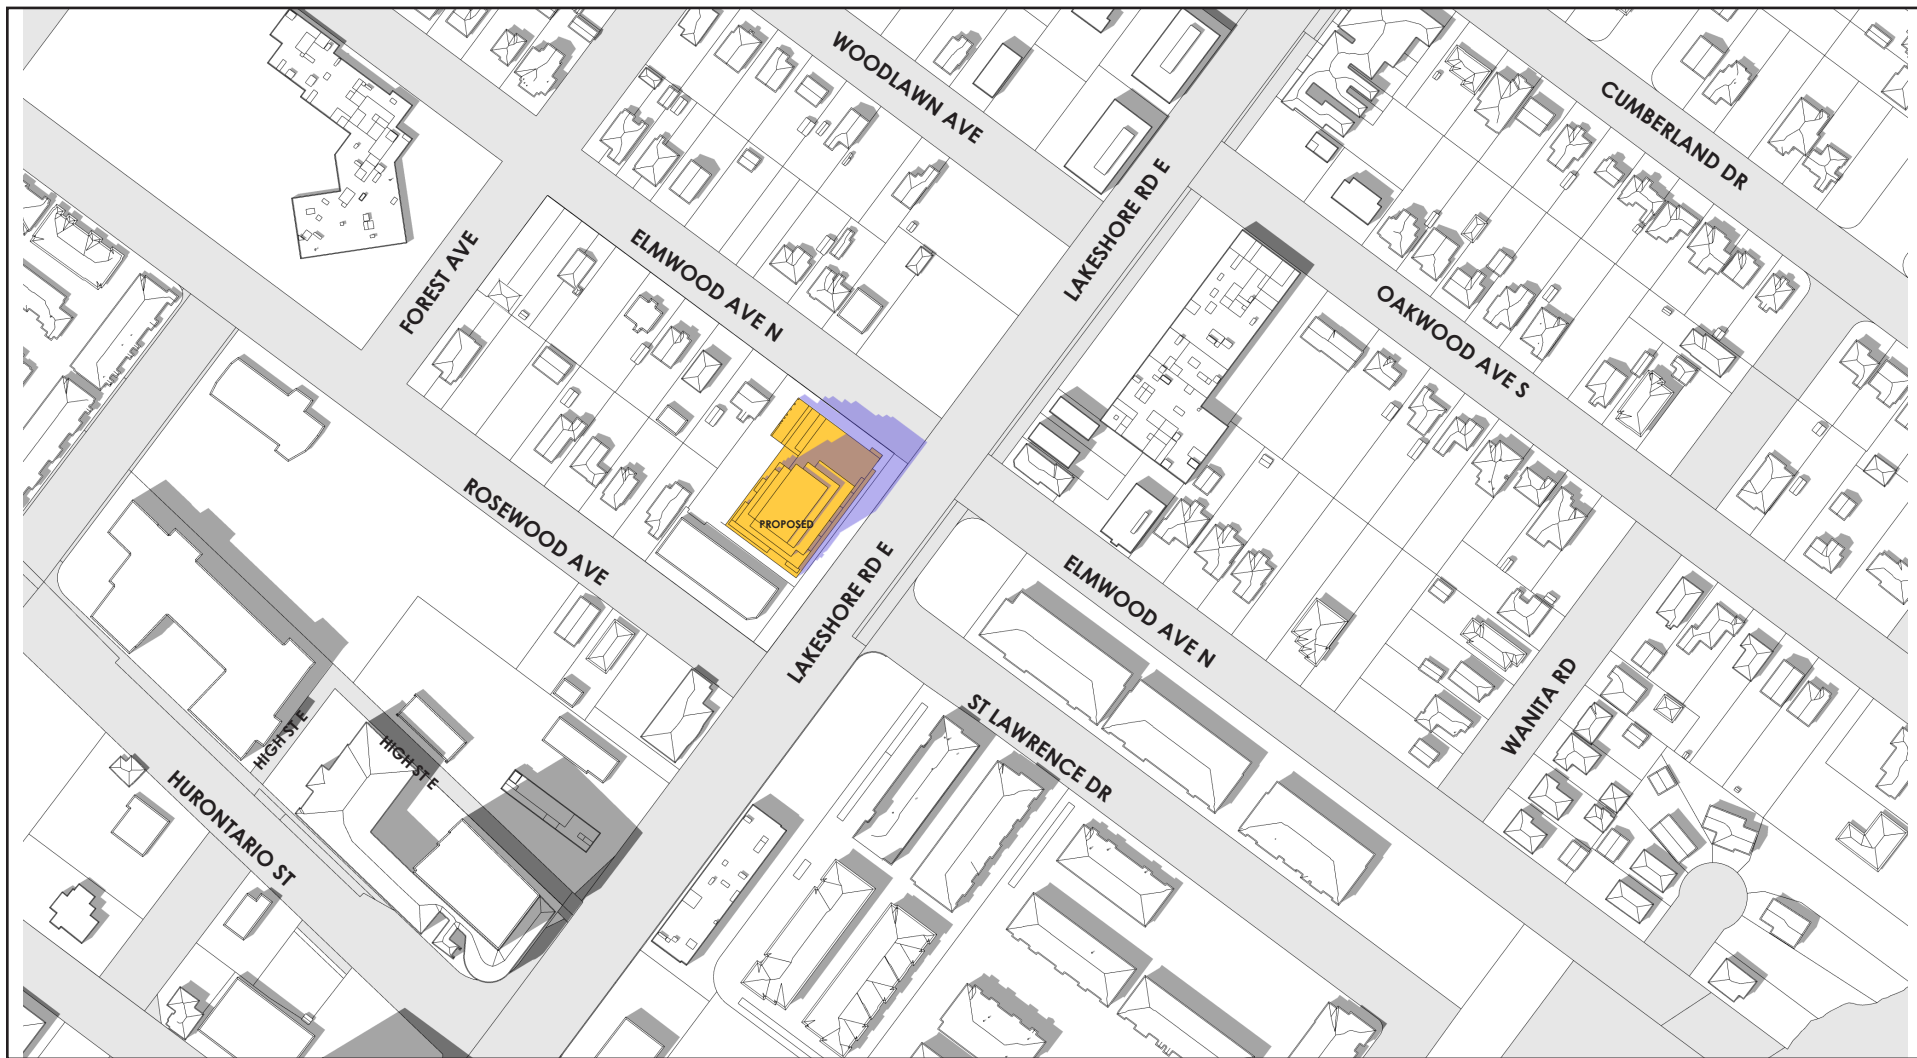 WOODLAWN AVE
CUMBERLAND DR
LAKESHORE RD E
FOREST AVE
ELMWOOD AVE N
OAKWOOD AVE S
PROPOSED
ROSEWOOD AVE
LAKESHORE RD E
ELMWOOD AVE N
WANITA RD
ST LAWRENCE DR
HIGH ST E
HIGH ST E
HURONTARIO ST